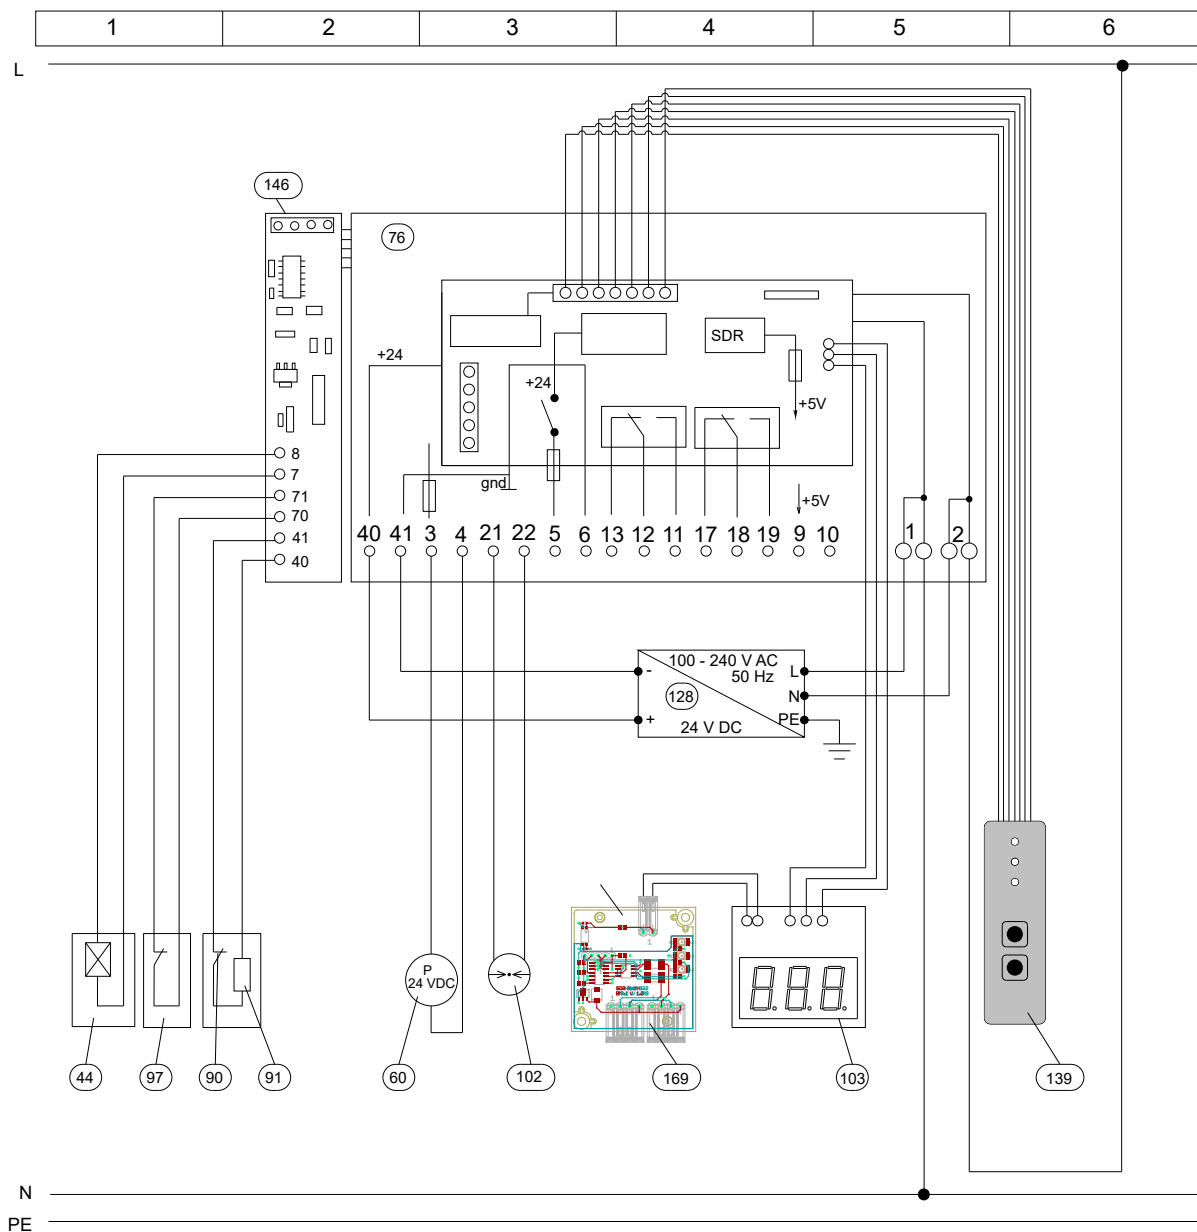 1 2 3 4 5 6
L
146
76
SDR
+24
+24
+5V
8
7
71
70
41
40
gnd
+5V
40 41 3 4 21 22 5 6 13 12 11 17 18 19 9 10 1 2
100 - 240 V AC
50 Hz
- L
128
N
+ 24 V DC PE
P
24 VDC
44 97 90 91 60 102 169 103 139
N
PE